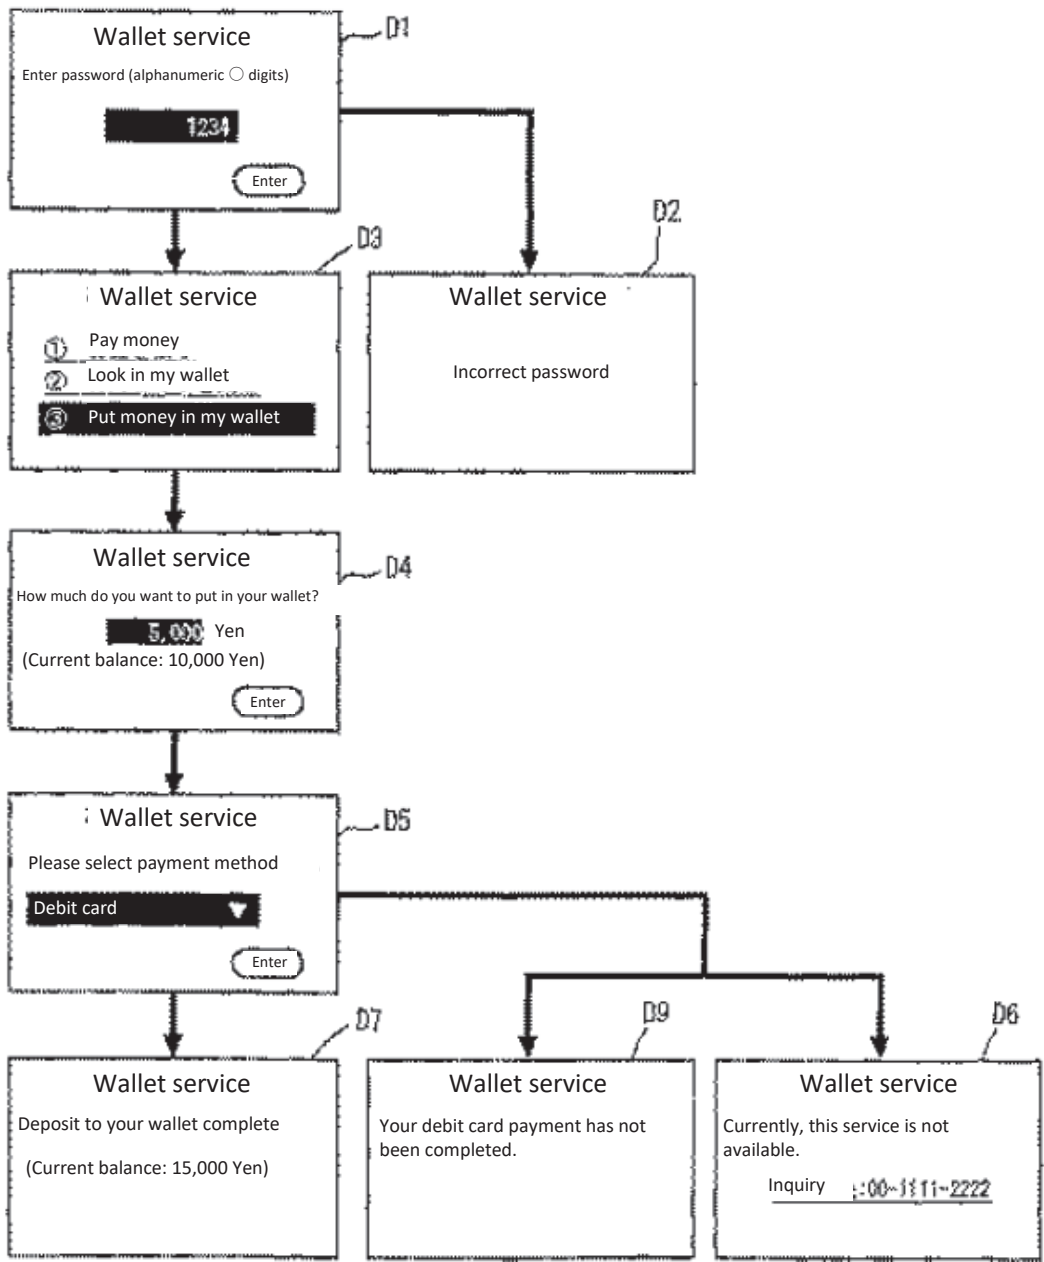 Wallet service
D1
Enter password (alphanumeric ○ digits)
1234
Enter
D3
Wallet service
① Pay money
② Look in my wallet
③ Put money in my wallet
D2
Wallet service
Incorrect password
Wallet service
D4
How much do you want to put in your wallet?
5,000 Yen
(Current balance: 10,000 Yen)
Enter
Wallet service
D5
Please select payment method
Debit card
Enter
D7
Wallet service
Deposit to your wallet complete
(Current balance: 15,000 Yen)
D9
Wallet service
Your debit card payment has not
been completed.
D6
Wallet service
Currently, this service is not
available.
Inquiry